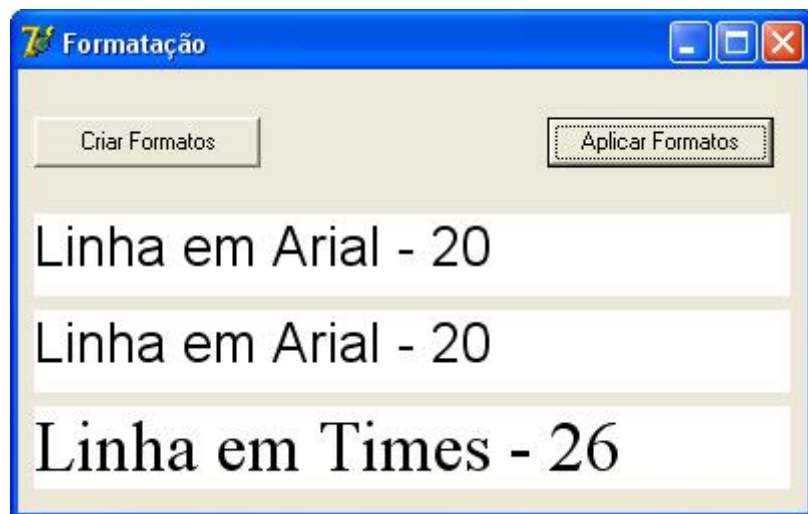 Formatação
Criar Formatos Aplicar Formatos
Linha em Arial - 20
Linha em Arial - 20
Linha em Times - 26